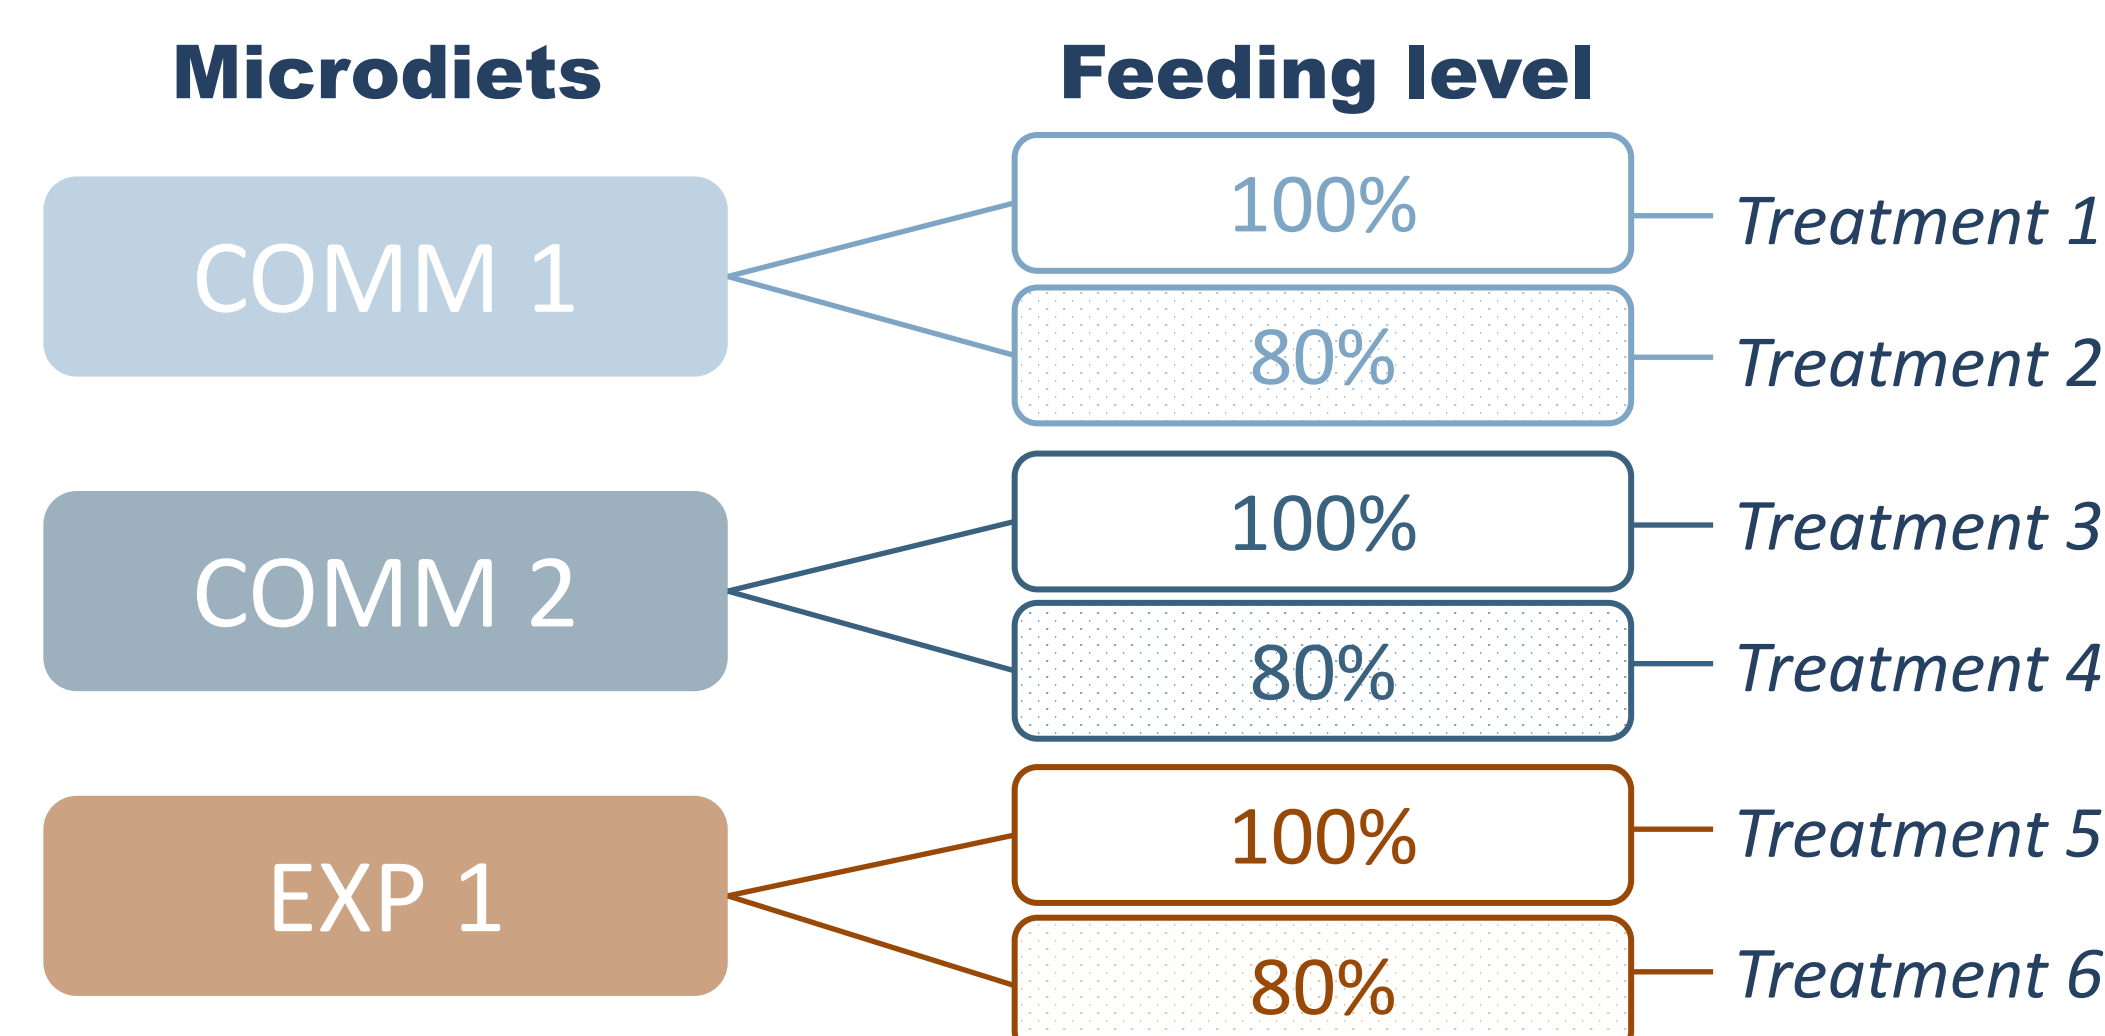 Microdiets
Feeding level
COMM 1
100%
Treatment 1
80%
Treatment 2
COMM 2
100%
Treatment 3
80%
Treatment 4
EXP 1
100%
Treatment 5
80%
Treatment 6